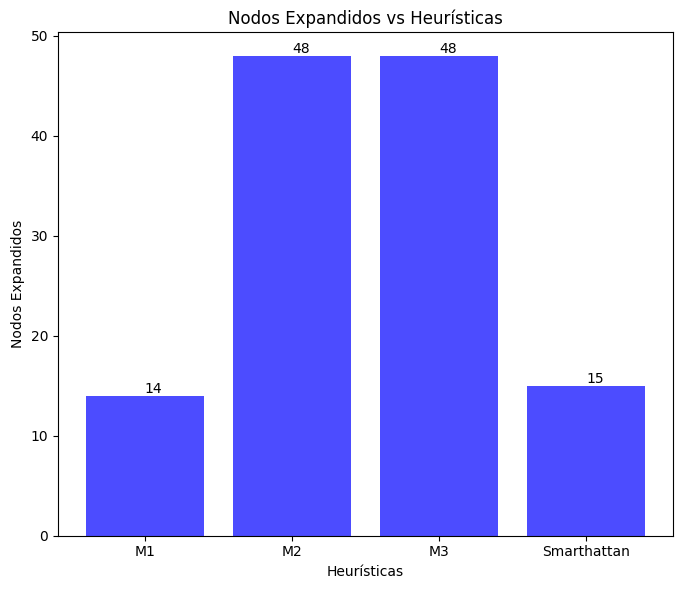 Nodos Expandidos vs Heurísticas
Nodos Expandidos
50
40
30
20
10
0
14
48
48
15
M1
M2
M3
Smarthattan
Heurísticas